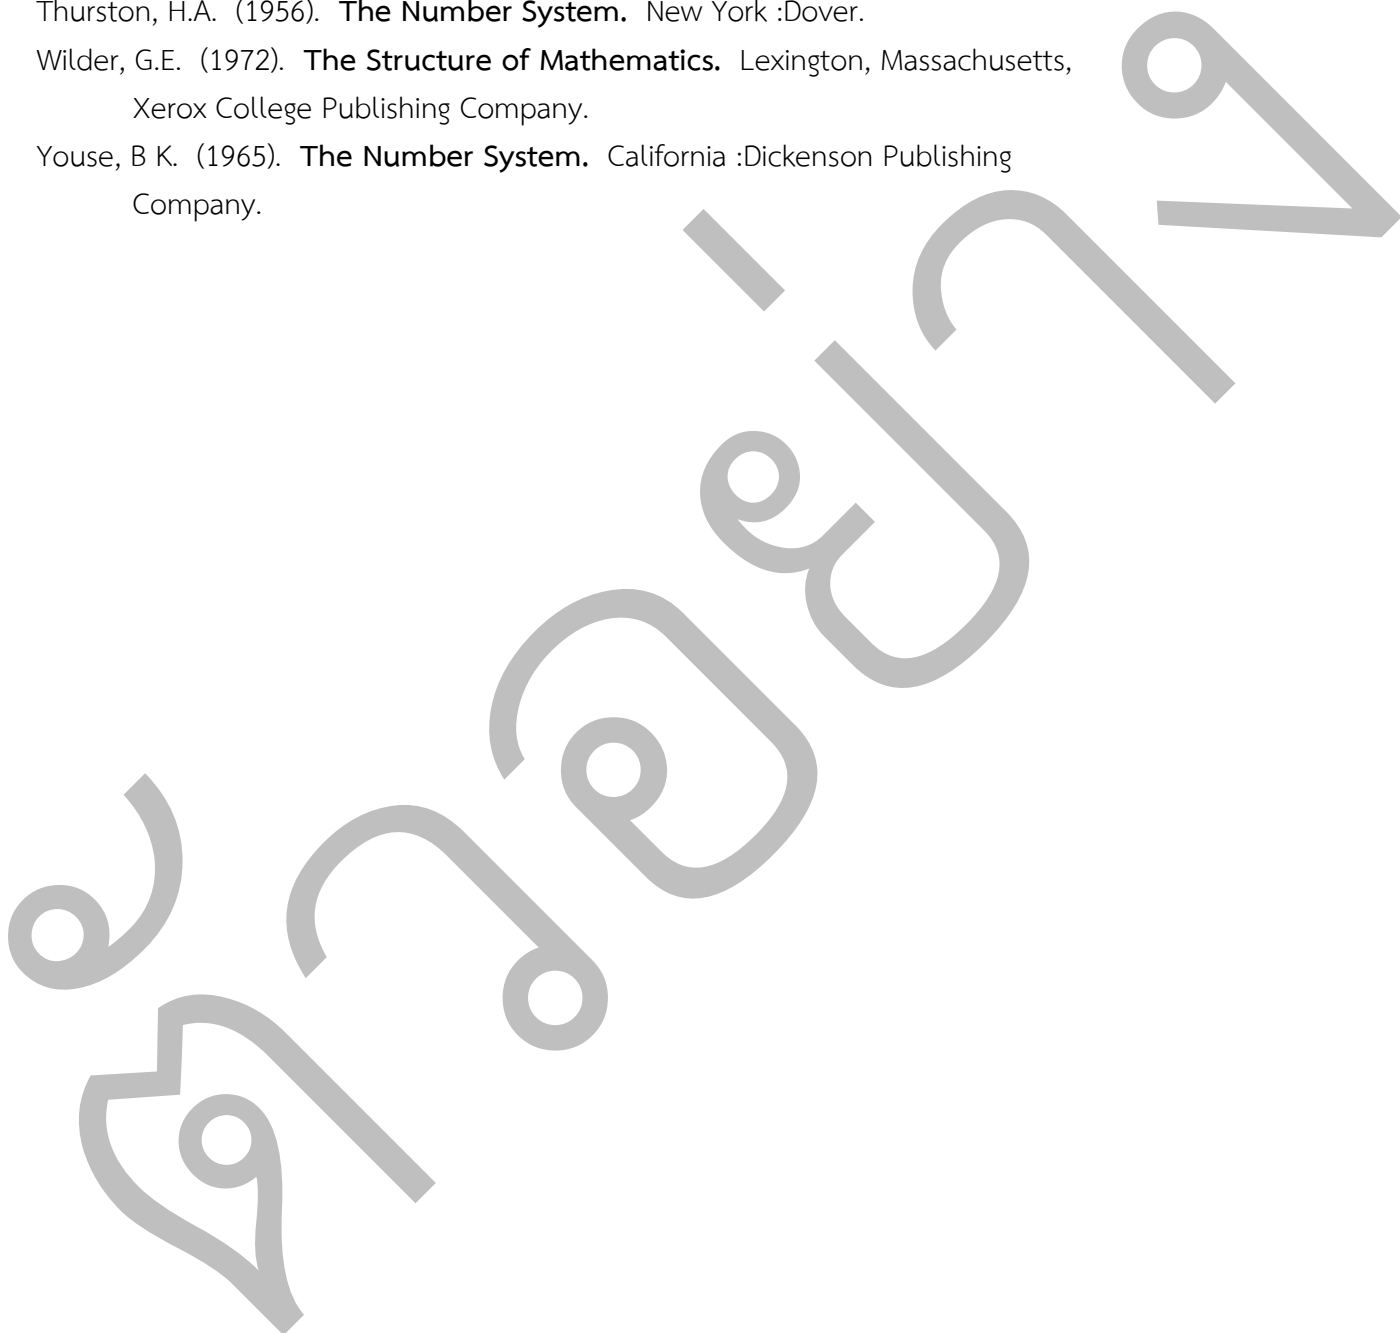 Thurston, H.A. (1956). The Number System. New York :Dover.
Wilder, G.E. (1972). The Structure of Mathematics. Lexington, Massachusetts,
Xerox College Publishing Company.
Youse, B K. (1965). The Number System. California :Dickenson Publishing
Company.
ตัวอย่าง